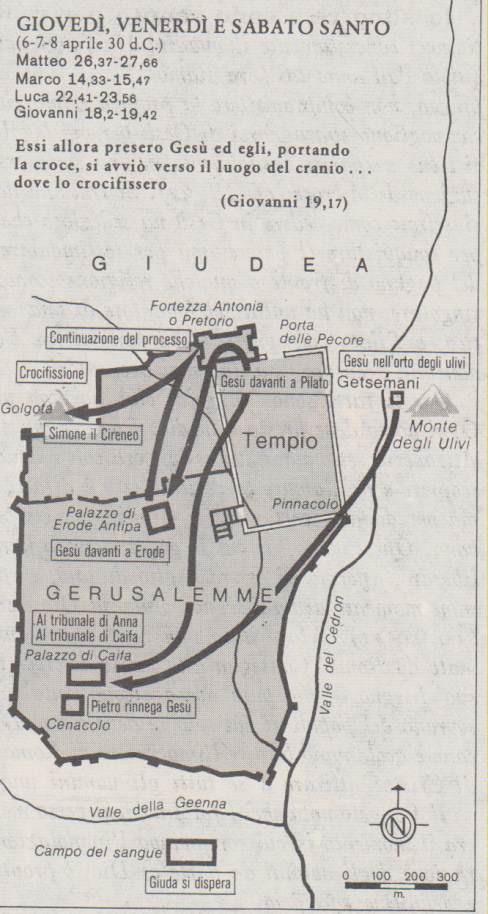 GIOVEDÌ, VENERDÌ E SABATO SANTO
(6-7-8 aprile 30 d.C.)
Matteo 26,37-27,66
Marco 14,33-15,47
Luca 22,41-23,56
Giovanni 18,2-19,42
Essi allora presero Gesù ed egli, portando
la croce, si avviò verso il luogo del cranio...
dove lo crocifissero
(Giovanni 19,17)
GIUDEA
Fortezza Antonia
o Pretorio
Porta
delle Pecore
Continuazione del processo
Gesù nell'orto degli ulivi
Crocifissione
Gesù davanti a Pilato
Getsemani
Golgota
Simone il Cireneo
Tempio
Monte
degli Ulivi
Palazzo di
Erode Antipa
Pinnacolo
Gesù davanti a Erode
GERUSALEMME
Al tribunale di Anna
Al tribunale di Caifa
Palazzo di Caifa
Valle del Cedron
Pietro rinnega Gesù
Cenacolo
Valle della Geenna
N
Campo del sangue
Giuda si dispera
0 100 200 300
m.